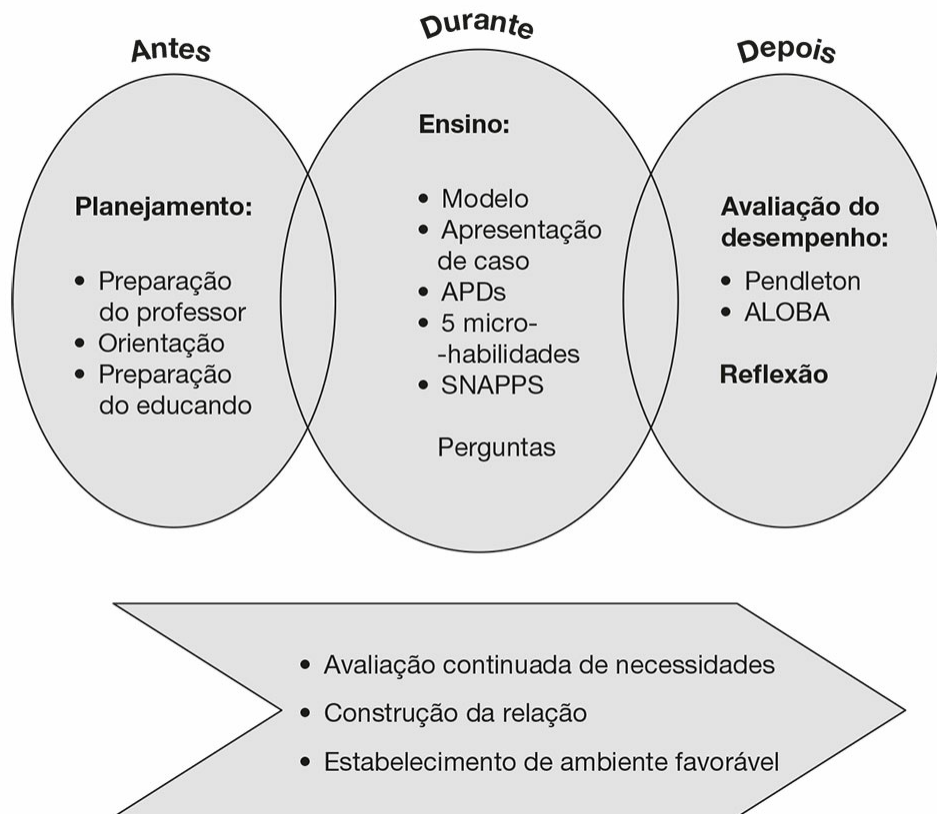 Antes
Durante
Depois
Planejamento:
• Preparação
do professor
• Orientação
• Preparação
do educando
Ensino:
• Modelo
• Apresentação
de caso
• APDs
• 5 micro-
-habilidades
• SNAPPS
Perguntas
Avaliação do
desempenho:
• Pendleton
• ALOBA
Reflexão
• Avaliação continuada de necessidades
• Construção da relação
• Estabelecimento de ambiente favorável